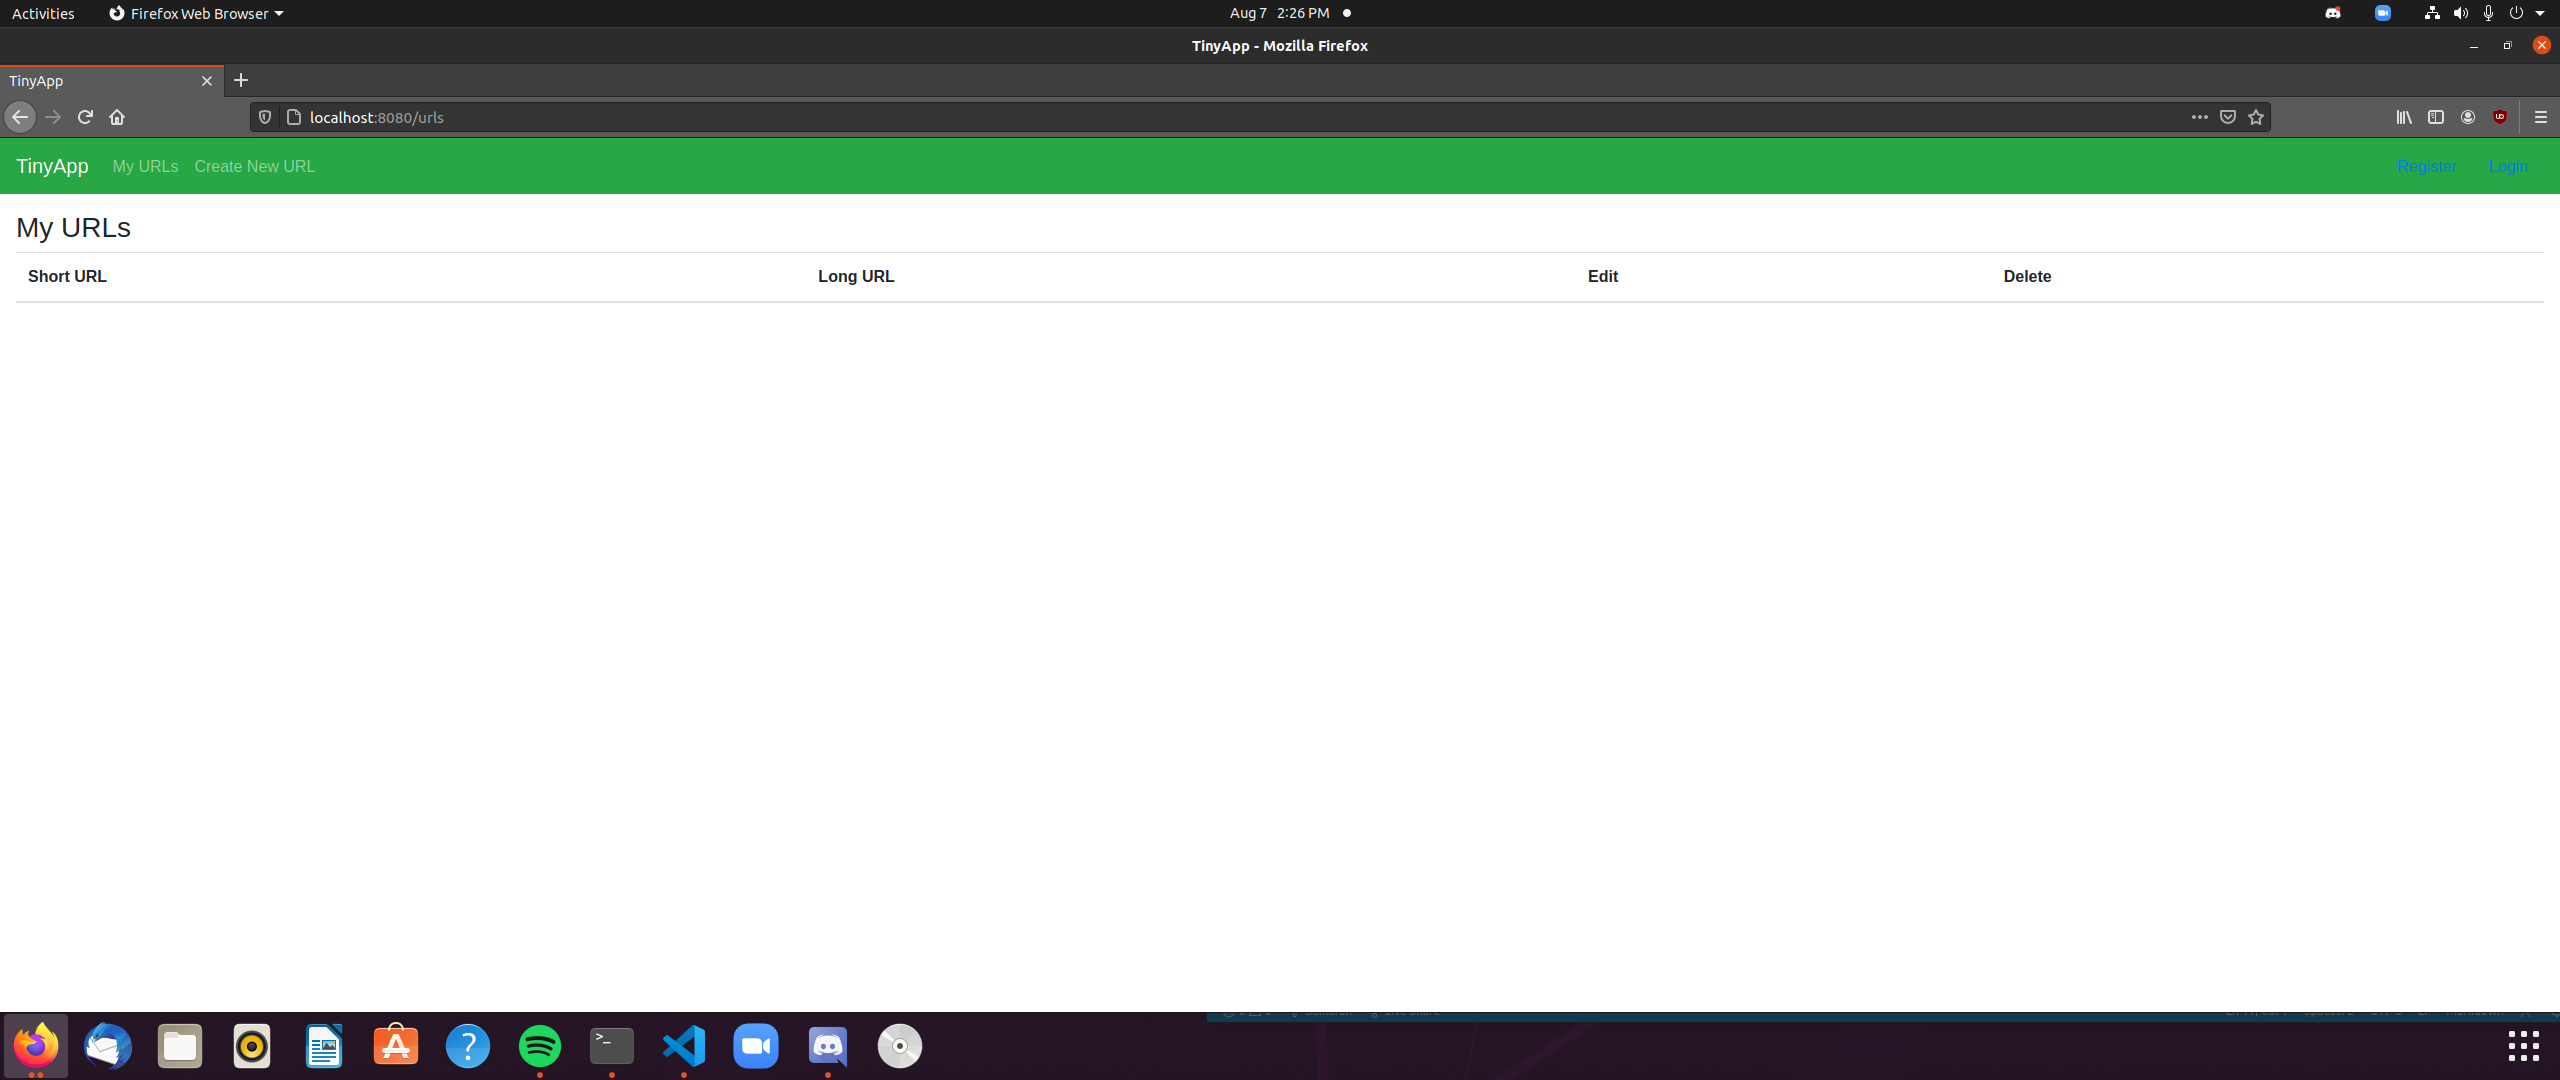 Activities Firefox Web Browser Aug 7 2:26 PM
TinyApp - Mozilla Firefox
TinyApp
localhost:8080/urls
TinyApp My URLs Create New URL Register Login
My URLs
Short URL Long URL Edit Delete